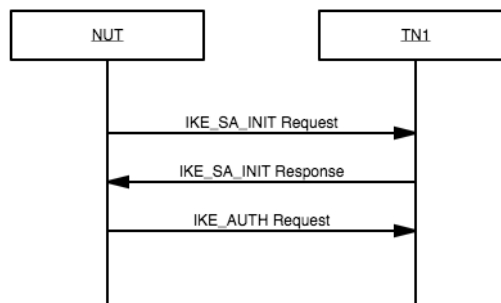 NUT
TN1
IKE_SA_INIT Request
IKE_SA_INIT Response
IKE_AUTH Request